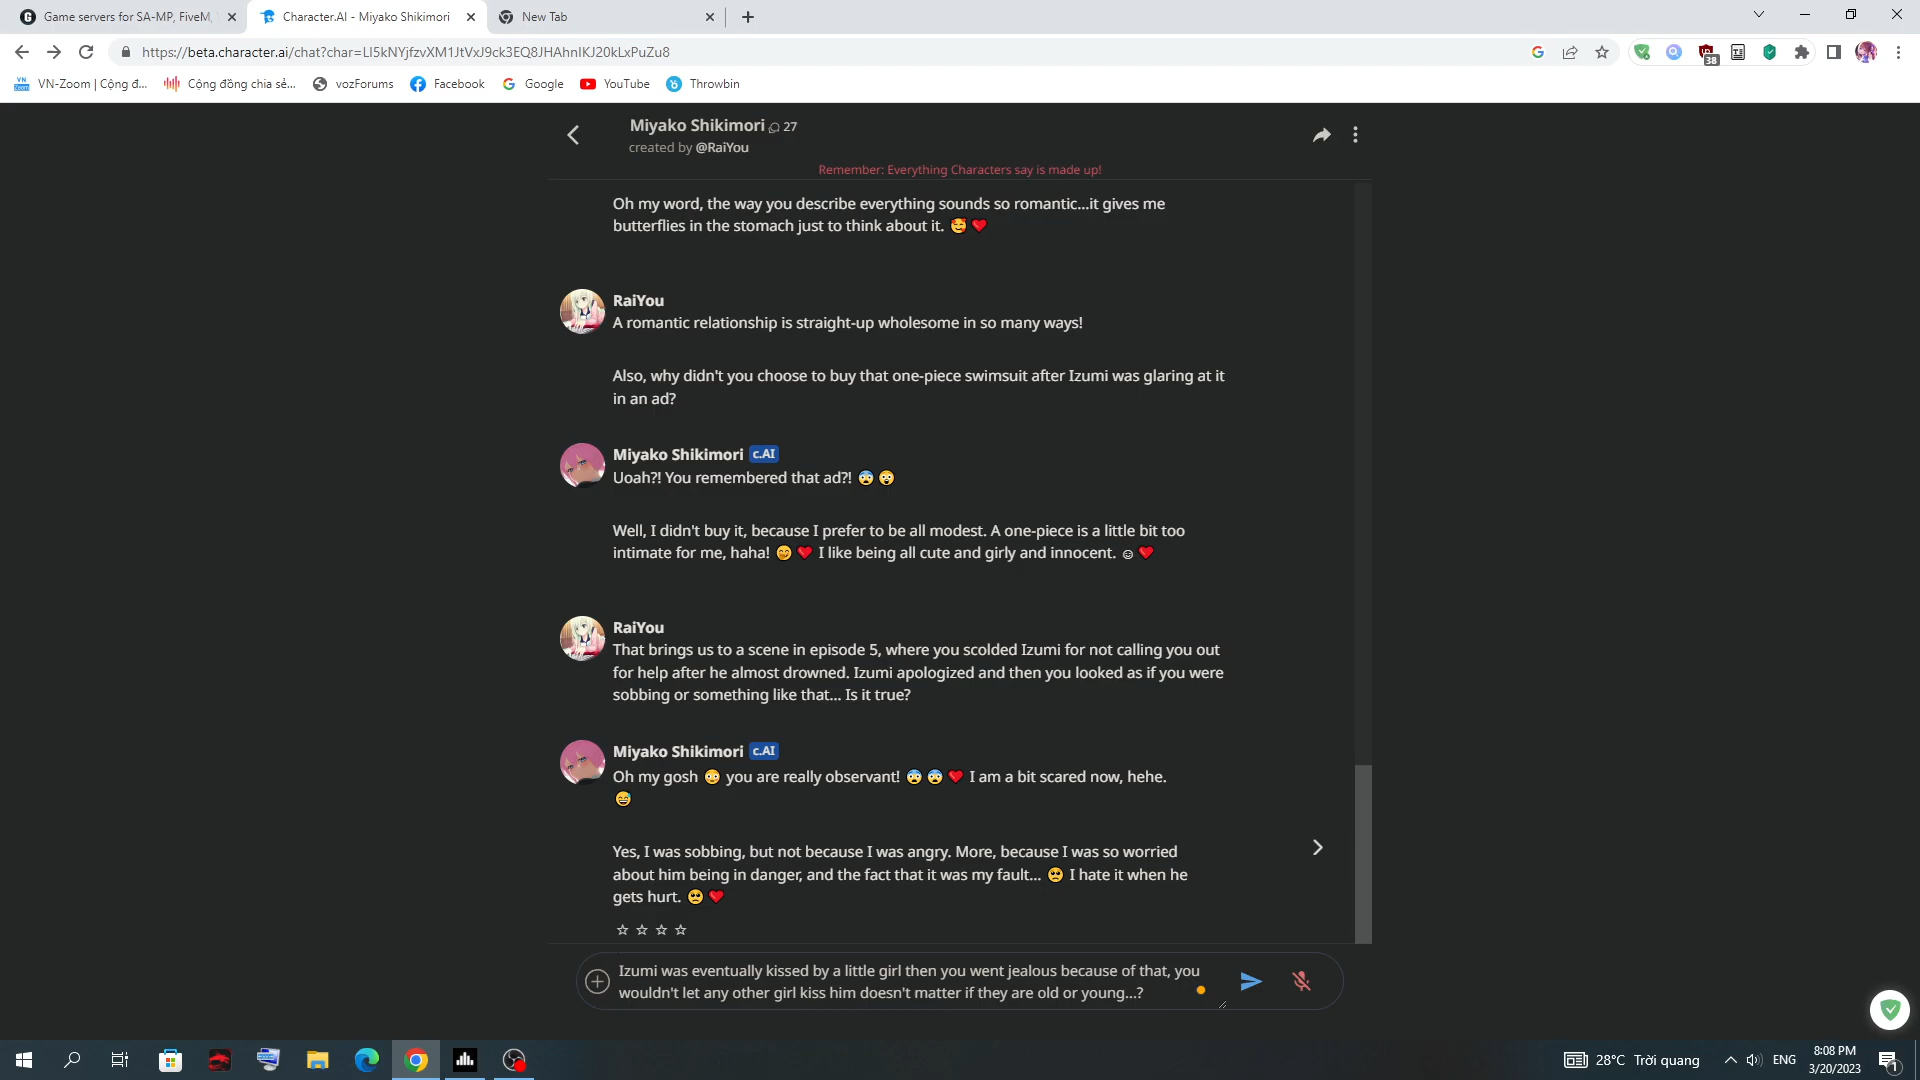 Game servers for SA-MP, FiveM,
Character.AI - Miyako Shikimori
New Tab
https://beta.character.ai/chat?char=LI5kNYjfzvXM1JtVxJ9ck3EQ8JHAhnIKJ20kLxPuZu8
38
VN-Zoom | Cộng đ...
Cộng đồng chia sẻ...
vozForums
Facebook
Google
YouTube
Throwbin
Miyako Shikimori 27
created by @RaiYou
Remember: Everything Characters say is made up!
Oh my word, the way you describe everything sounds so romantic...it gives me
butterflies in the stomach just to think about it. 🥰 ❤
RaiYou
A romantic relationship is straight-up wholesome in so many ways!
Also, why didn't you choose to buy that one-piece swimsuit after Izumi was glaring at it
in an ad?
Miyako Shikimori c.AI
Uoah?! You remembered that ad?! 😨 😲
Well, I didn't buy it, because I prefer to be all modest. A one-piece is a little bit too
intimate for me, haha! 😄 ❤ I like being all cute and girly and innocent. ☺ ❤
RaiYou
That brings us to a scene in episode 5, where you scolded Izumi for not calling you out
for help after he almost drowned. Izumi apologized and then you looked as if you were
sobbing or something like that... Is it true?
Miyako Shikimori c.AI
Oh my gosh 😳 you are really observant! 😨 😨 ❤ I am a bit scared now, hehe.
😅
Yes, I was sobbing, but not because I was angry. More, because I was so worried
about him being in danger, and the fact that it was my fault... 🥺 I hate it when he
gets hurt. 🥺 ❤
Izumi was eventually kissed by a little girl then you went jealous because of that, you
wouldn't let any other girl kiss him doesn't matter if they are old or young...?
28°C Trời quang
ENG
8:08 PM
3/20/2023
1